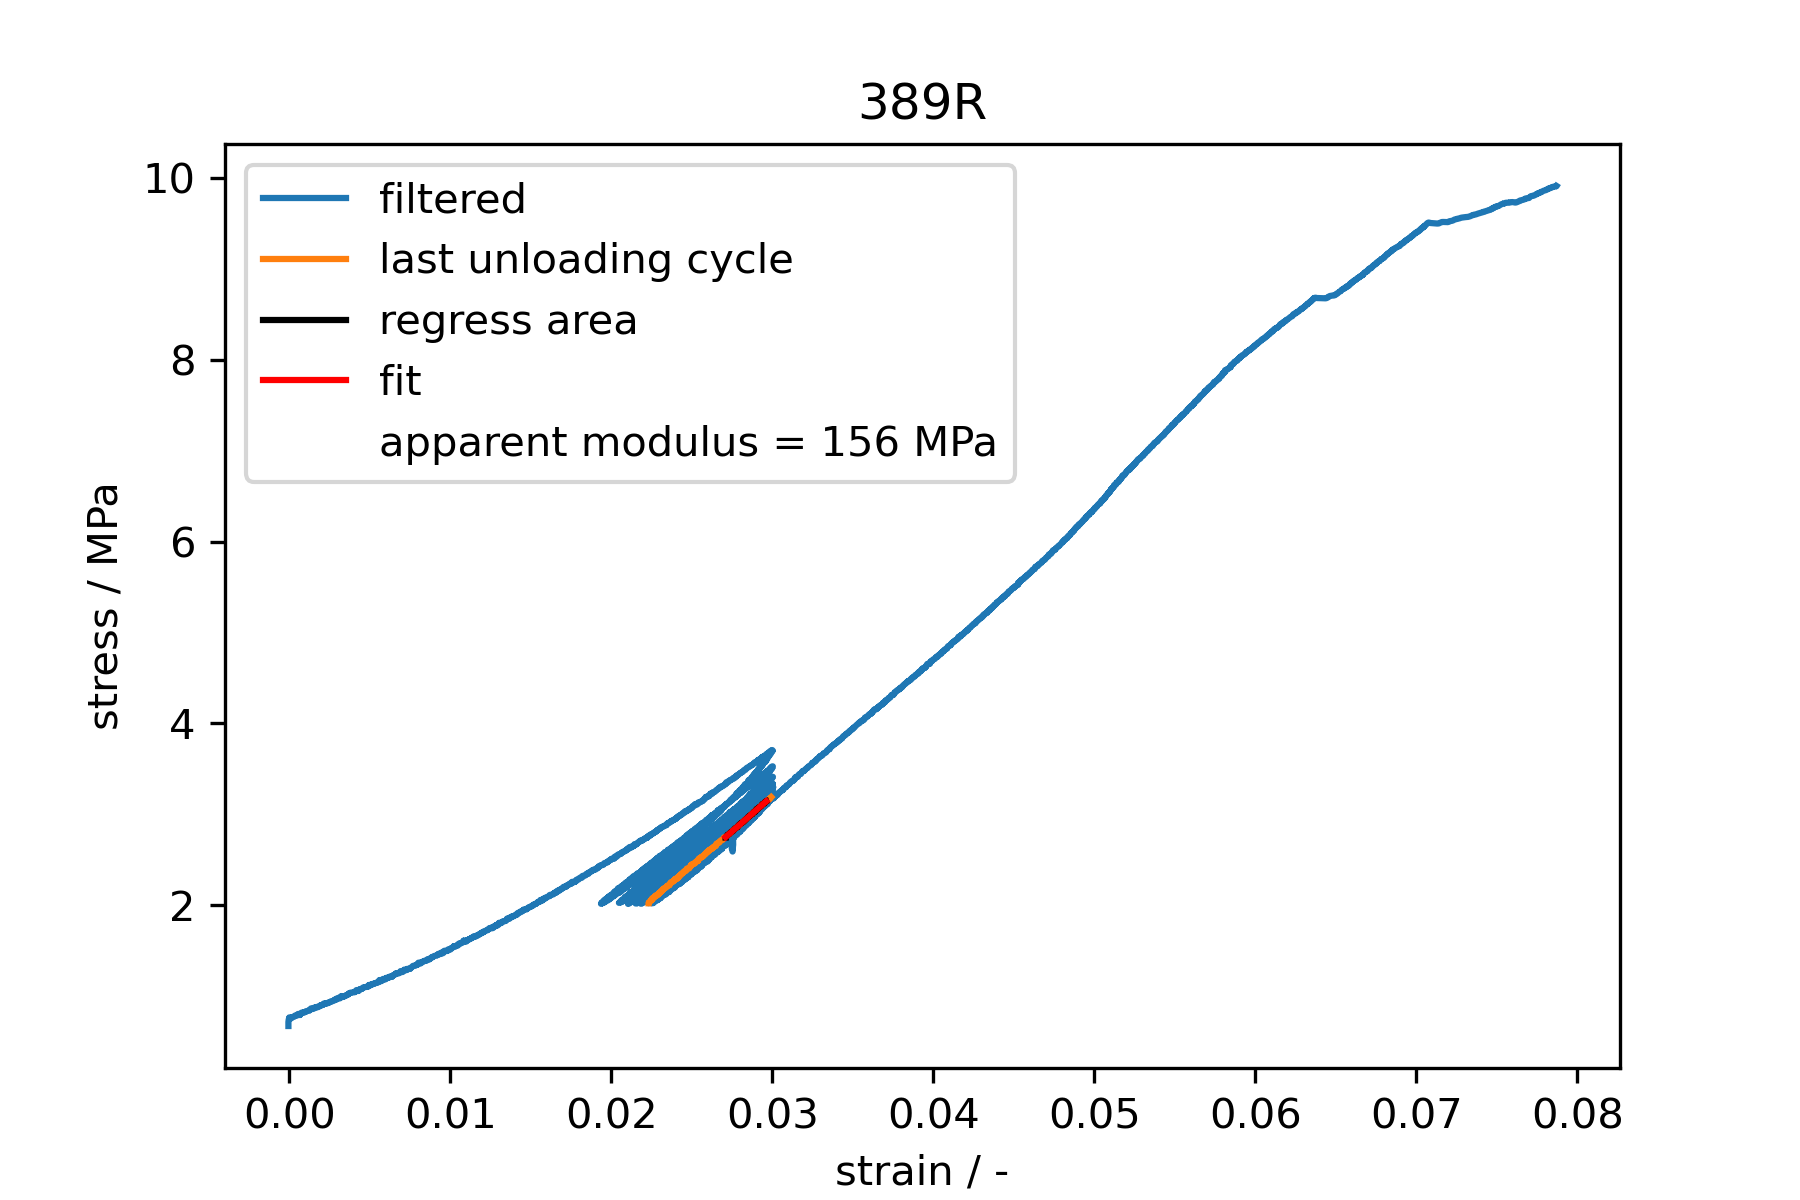 389R
filtered
last unloading cycle
regress area
fit
apparent modulus = 156 MPa
stress / MPa
10
8
6
4
2
0.00 0.01 0.02 0.03 0.04 0.05 0.06 0.07 0.08
strain / -